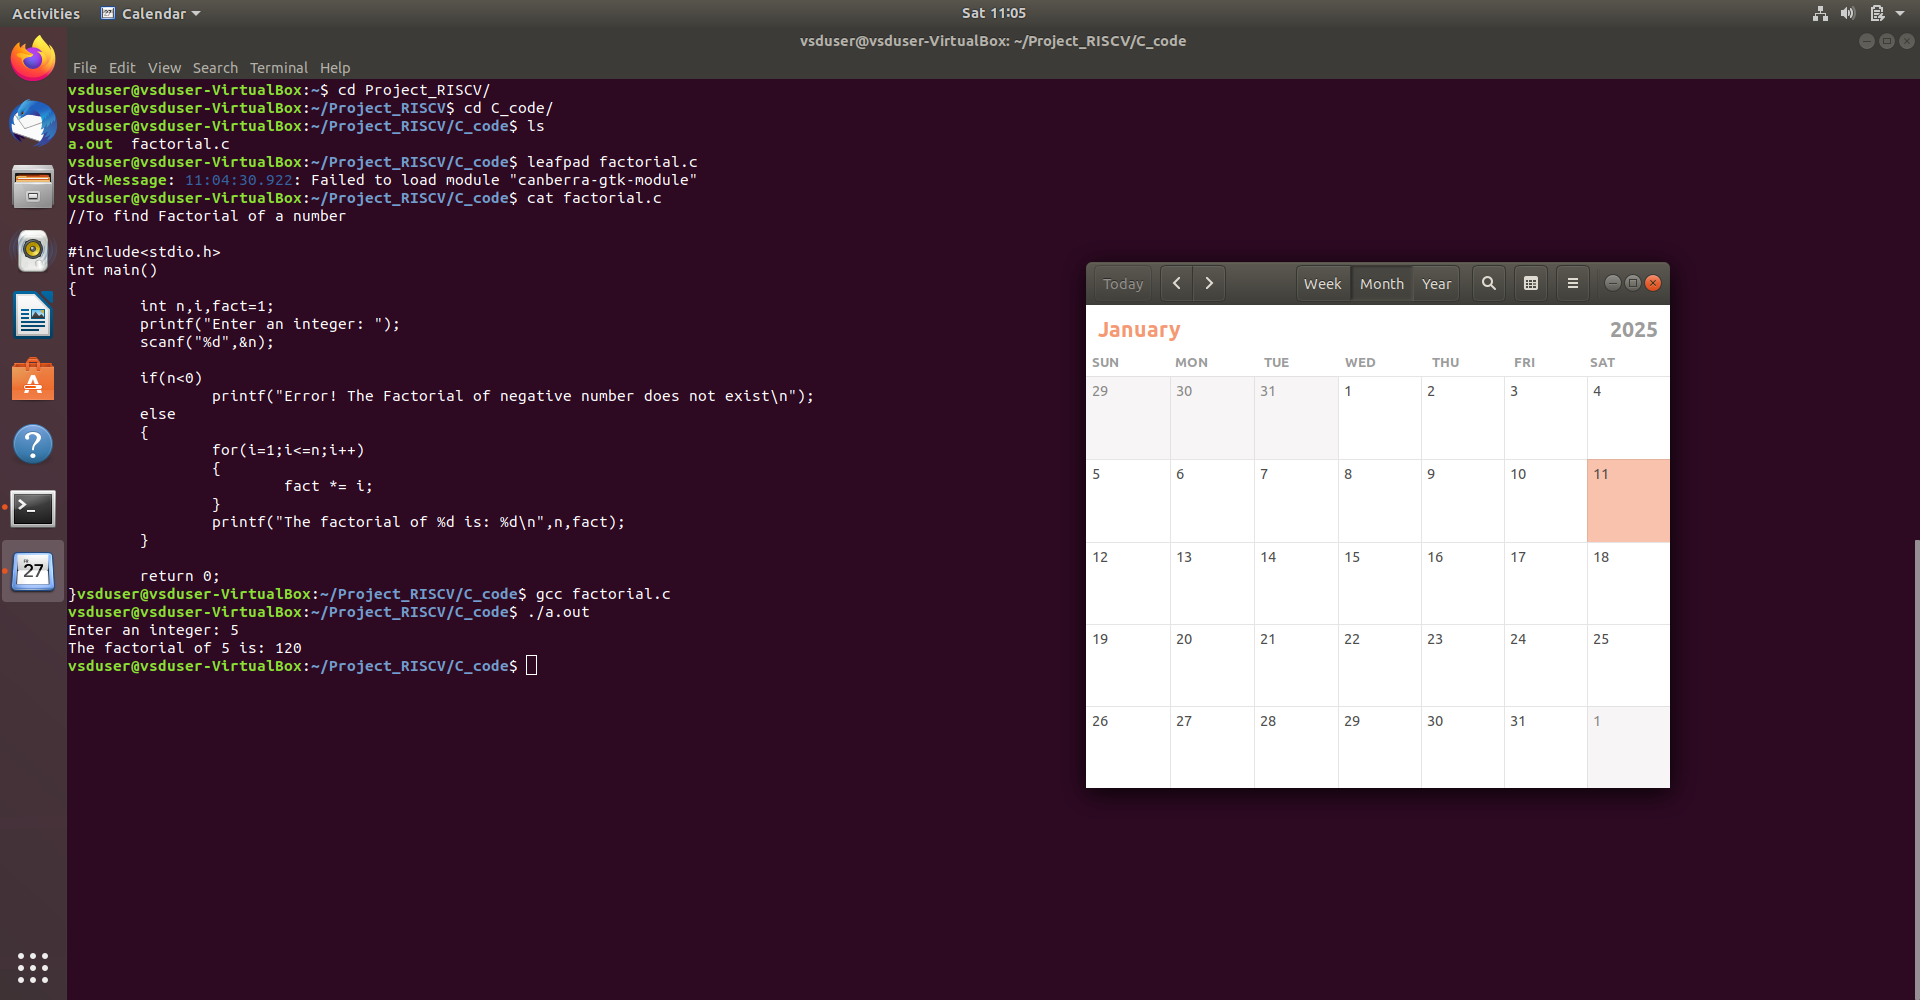 Activities Calendar Sat 11:05
vsduser@vsduser-VirtualBox: ~/Project_RISCV/C_code
File Edit View Search Terminal Help
vsduser@vsduser-VirtualBox:~$ cd Project_RISCV/
vsduser@vsduser-VirtualBox:~/Project_RISCV$ cd C_code/
vsduser@vsduser-VirtualBox:~/Project_RISCV/C_code$ ls
a.out  factorial.c
vsduser@vsduser-VirtualBox:~/Project_RISCV/C_code$ leafpad factorial.c
Gtk-Message: 11:04:30.922: Failed to load module "canberra-gtk-module"
vsduser@vsduser-VirtualBox:~/Project_RISCV/C_code$ cat factorial.c
//To find Factorial of a number
#include<stdio.h>
int main()
{
        int n,i,fact=1;
        printf("Enter an integer: ");
        scanf("%d",&n);
        if(n<0)
                printf("Error! The Factorial of negative number does not exist\n");
        else
        {
                for(i=1;i<=n;i++)
                {
                        fact *= i;
                }
                printf("The factorial of %d is: %d\n",n,fact);
        }
        return 0;
}vsduser@vsduser-VirtualBox:~/Project_RISCV/C_code$ gcc factorial.c
vsduser@vsduser-VirtualBox:~/Project_RISCV/C_code$ ./a.out
Enter an integer: 5
The factorial of 5 is: 120
vsduser@vsduser-VirtualBox:~/Project_RISCV/C_code$
27
Today Week Month Year
January 2025
SUN MON TUE WED THU FRI SAT
29 30 31 1 2 3 4
5 6 7 8 9 10 11
12 13 14 15 16 17 18
19 20 21 22 23 24 25
26 27 28 29 30 31 1